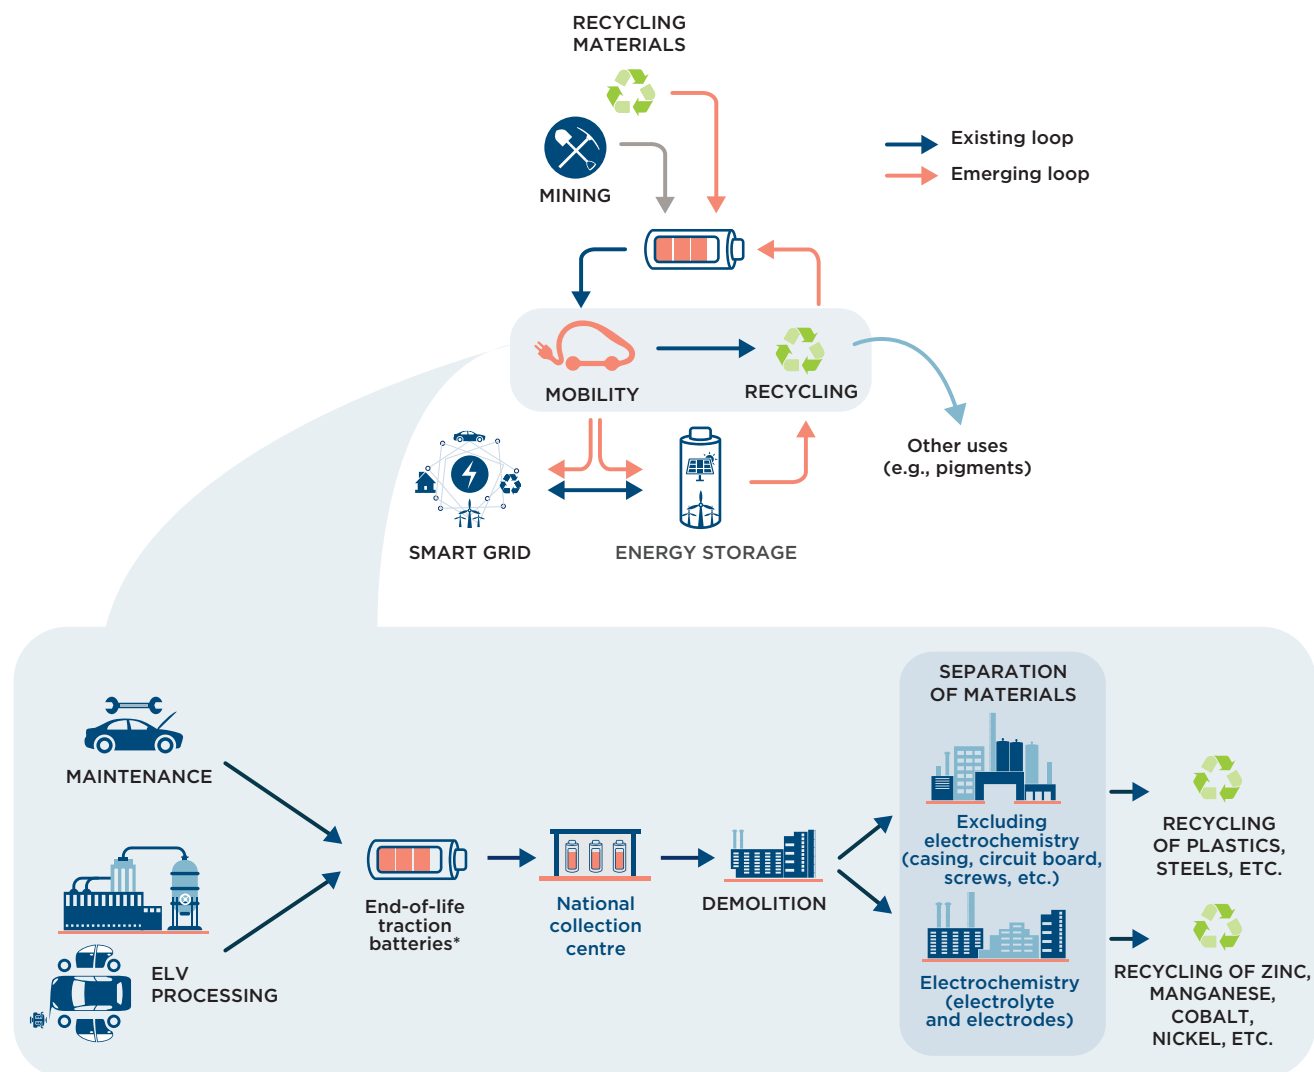 RECYCLING
MATERIALS
MINING
Existing loop
Emerging loop
MOBILITY
RECYCLING
Other uses
(e.g., pigments)
SMART GRID
ENERGY STORAGE
MAINTENANCE
ELV
PROCESSING
End-of-life
traction
batteries*
National
collection
centre
DEMOLITION
SEPARATION
OF MATERIALS
Excluding
electrochemistry
(casing, circuit board,
screws, etc.)
Electrochemistry
(electrolyte
and electrodes)
RECYCLING
OF PLASTICS,
STEELS, ETC.
RECYCLING OF ZINC,
MANGANESE,
COBALT,
NICKEL, ETC.